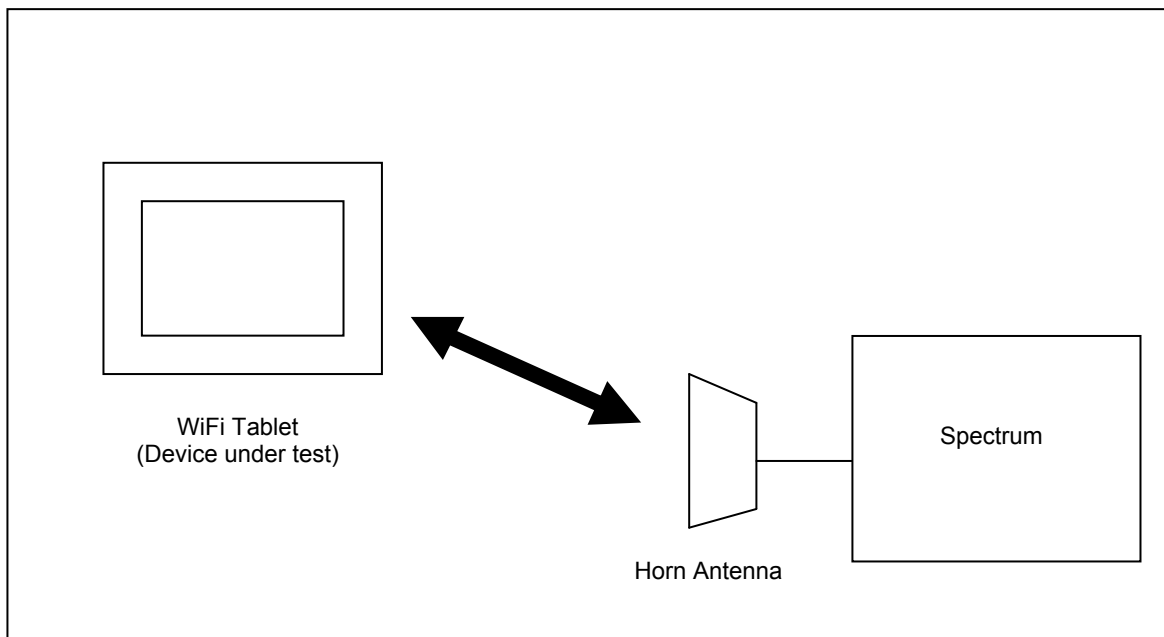 WiFi Tablet
(Device under test)
Spectrum
Horn Antenna